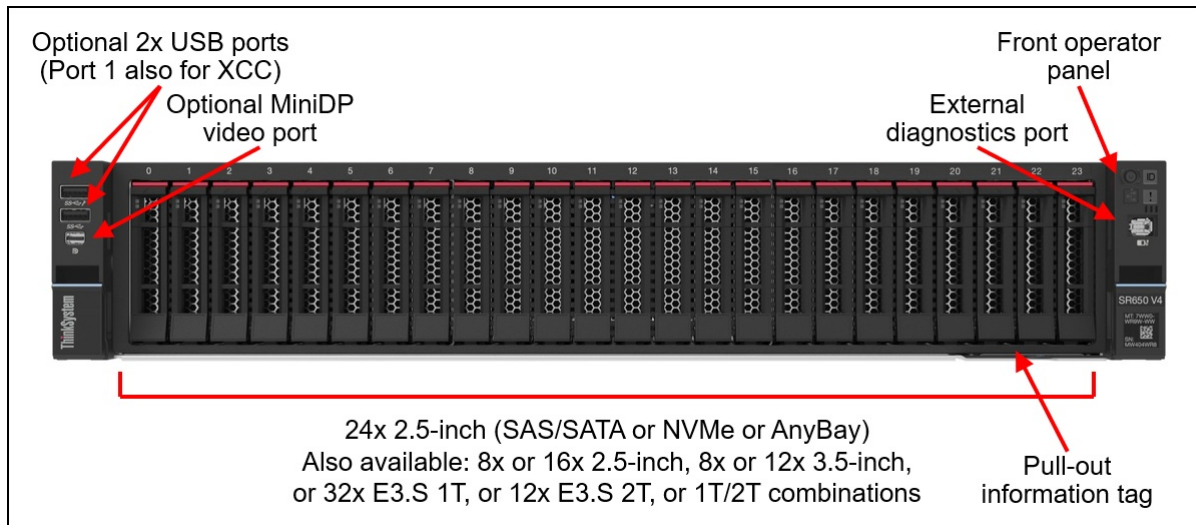 Optional 2x USB ports
(Port 1 also for XCC)
Optional MiniDP
video port
Front operator
panel
External
diagnostics port
0 1 2 3 4 5 6 7 8 9 10 11 12 13 14 15 16 17 18 19 20 21 22 23
ID
ThinkSystem
SR650 V4
24x 2.5-inch (SAS/SATA or NVMe or AnyBay)
Also available: 8x or 16x 2.5-inch, 8x or 12x 3.5-inch,
or 32x E3.S 1T, or 12x E3.S 2T, or 1T/2T combinations
Pull-out
information tag